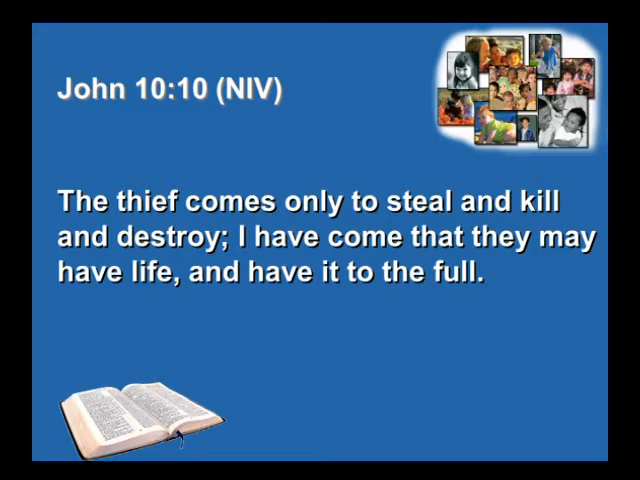 John 10:10 (NIV)
The thief comes only to steal and kill
and destroy; I have come that they may
have life, and have it to the full.